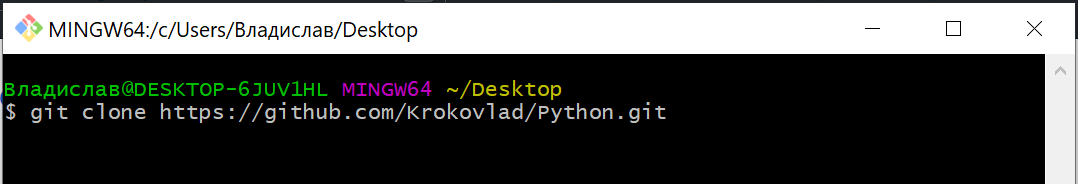 MINGW64:/c/Users/Владислав/Desktop
Владислав@DESKTOP-6JUV1HL MINGW64 ~/Desktop
$ git clone https://github.com/Krokovlad/Python.git